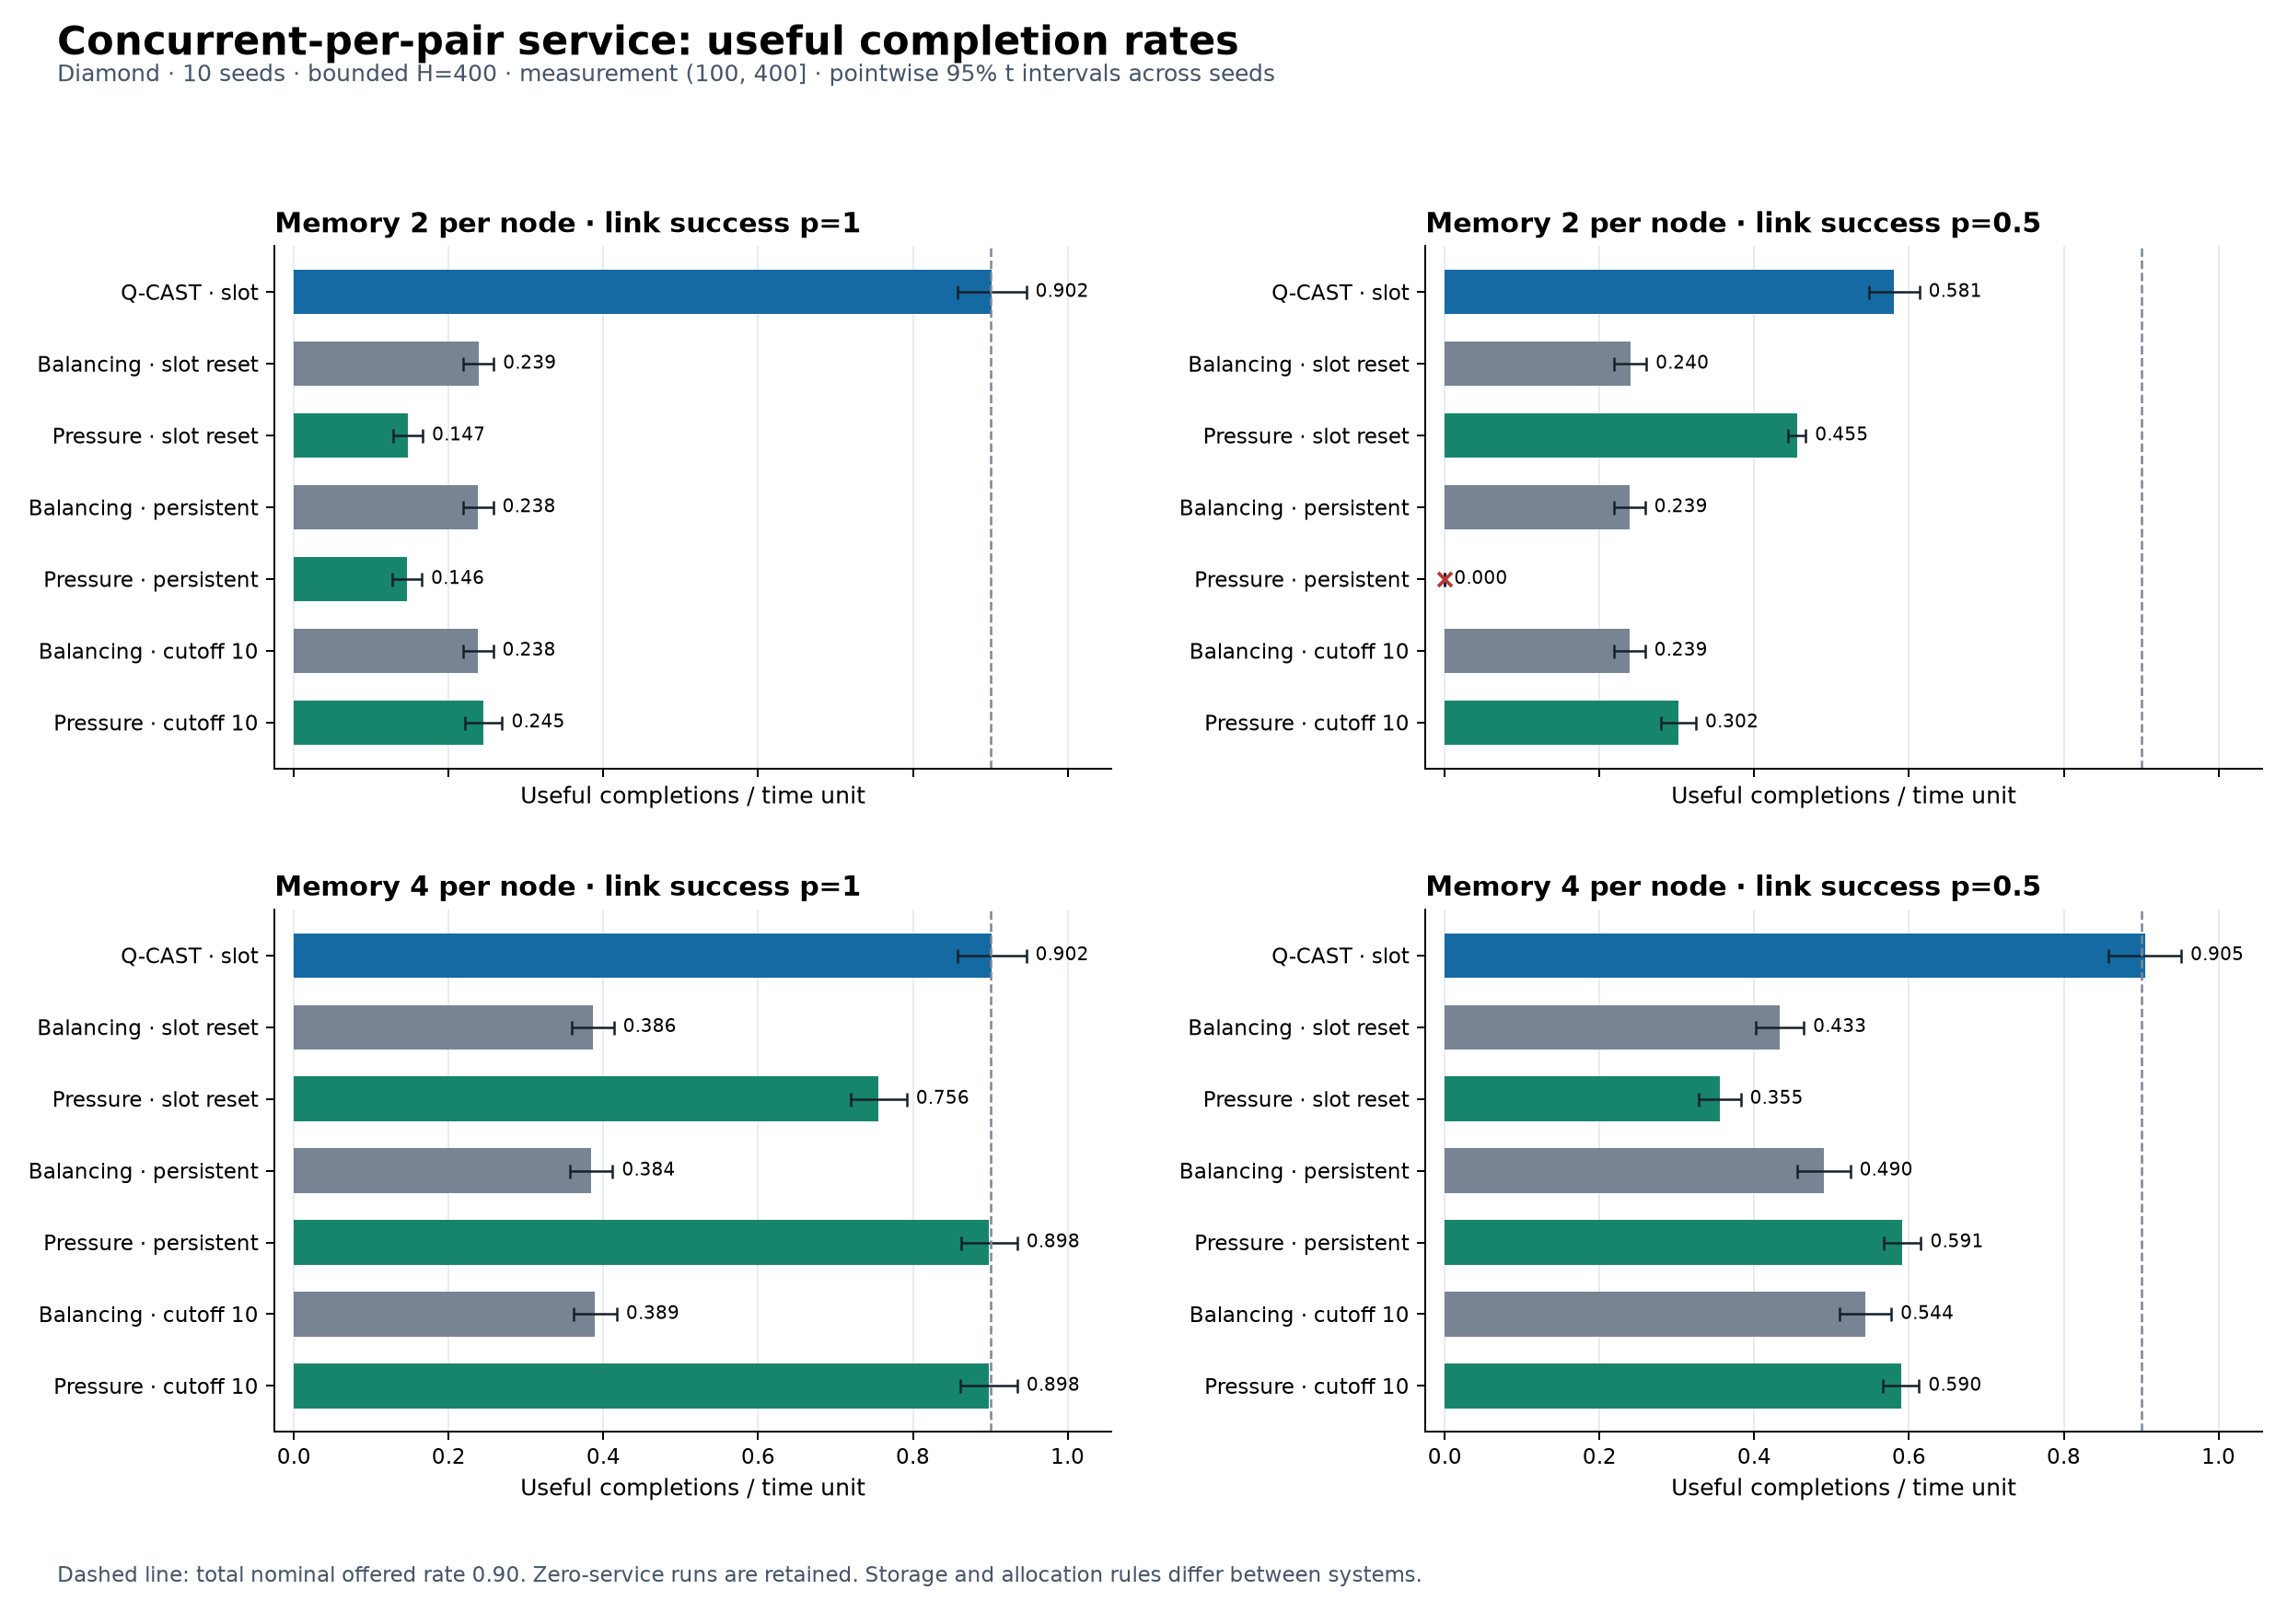 Concurrent-per-pair service: useful completion rates
Diamond · 10 seeds · bounded H=400 · measurement (100, 400] · pointwise 95% t intervals across seeds
Memory 2 per node · link success p=1
Q-CAST · slot 0.902
Balancing · slot reset 0.239
Pressure · slot reset 0.147
Balancing · persistent 0.238
Pressure · persistent 0.146
Balancing · cutoff 10 0.238
Pressure · cutoff 10 0.245
Useful completions / time unit
Memory 2 per node · link success p=0.5
Q-CAST · slot 0.581
Balancing · slot reset 0.240
Pressure · slot reset 0.455
Balancing · persistent 0.239
Pressure · persistent 0.000
Balancing · cutoff 10 0.239
Pressure · cutoff 10 0.302
Useful completions / time unit
Memory 4 per node · link success p=1
Q-CAST · slot 0.902
Balancing · slot reset 0.386
Pressure · slot reset 0.756
Balancing · persistent 0.384
Pressure · persistent 0.898
Balancing · cutoff 10 0.389
Pressure · cutoff 10 0.898
0.0 0.2 0.4 0.6 0.8 1.0
Useful completions / time unit
Memory 4 per node · link success p=0.5
Q-CAST · slot 0.905
Balancing · slot reset 0.433
Pressure · slot reset 0.355
Balancing · persistent 0.490
Pressure · persistent 0.591
Balancing · cutoff 10 0.544
Pressure · cutoff 10 0.590
0.0 0.2 0.4 0.6 0.8 1.0
Useful completions / time unit
Dashed line: total nominal offered rate 0.90. Zero-service runs are retained. Storage and allocation rules differ between systems.